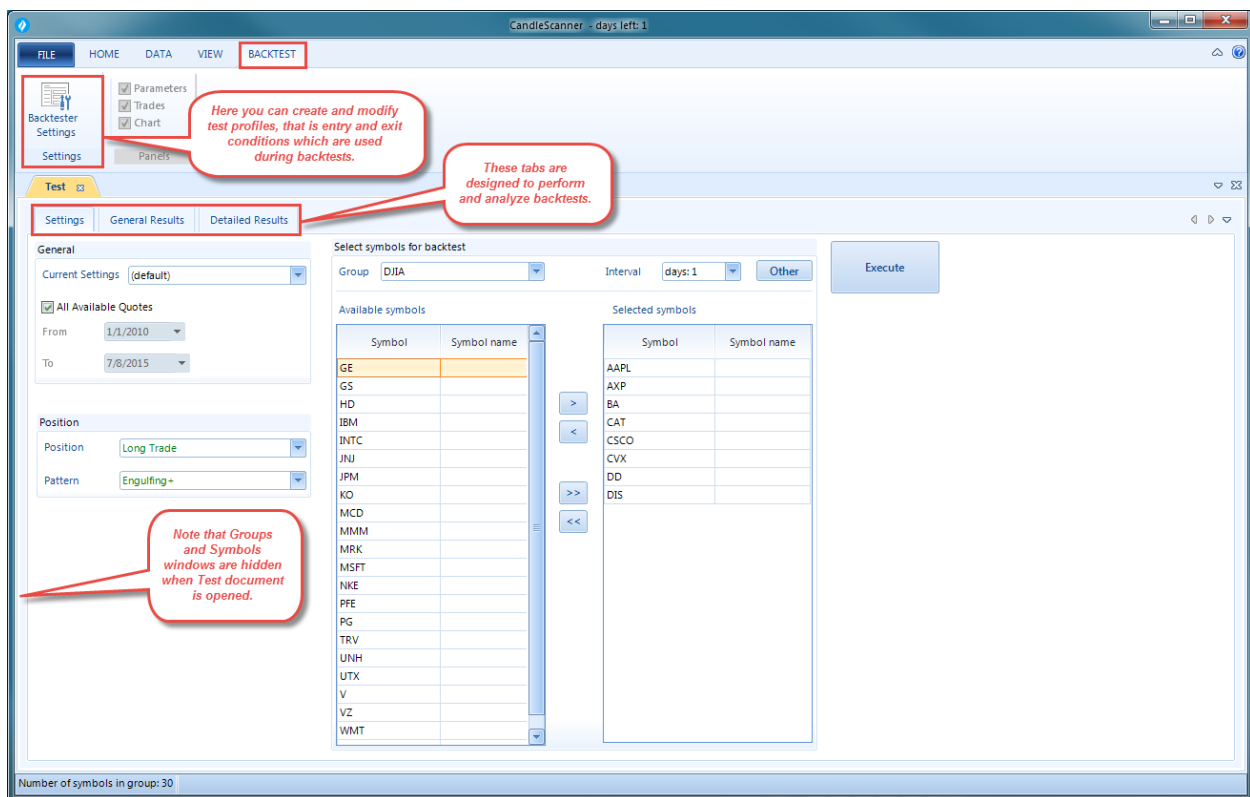 CandleScanner - days left: 1
FILE HOME DATA VIEW BACKTEST
Backtester
Settings
Settings
Parameters
Trades
Chart
Panels
Here you can create and modify
test profiles, that is entry and exit
conditions which are used
during backtests.
These tabs are
designed to perform
and analyze backtests.
Test
Settings General Results Detailed Results
General
Current Settings (default)
All Available Quotes
From 1/1/2010
To 7/8/2015
Position
Position Long Trade
Pattern Engulfing+
Note that Groups
and Symbols
windows are hidden
when Test document
is opened.
Select symbols for backtest
Group DJIA Interval days: 1 Other
Execute
Available symbols
Symbol Symbol name
GE
GS
HD
IBM
INTC
JNJ
JPM
KO
MCD
MMM
MRK
MSFT
NKE
PFE
PG
TRV
UNH
UTX
V
VZ
WMT
>
<
>>
<<
Selected symbols
Symbol Symbol name
AAPL
AXP
BA
CAT
CSCO
CVX
DD
DIS
Number of symbols in group: 30